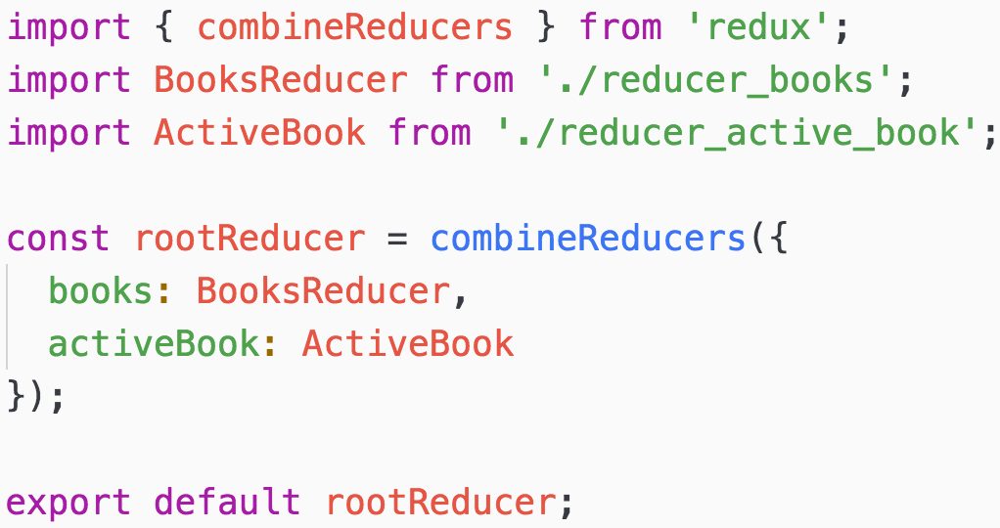 import { combineReducers } from 'redux';
import BooksReducer from './reducer_books';
import ActiveBook from './reducer_active_book';
const rootReducer = combineReducers({
books: BooksReducer,
activeBook: ActiveBook
});
export default rootReducer;